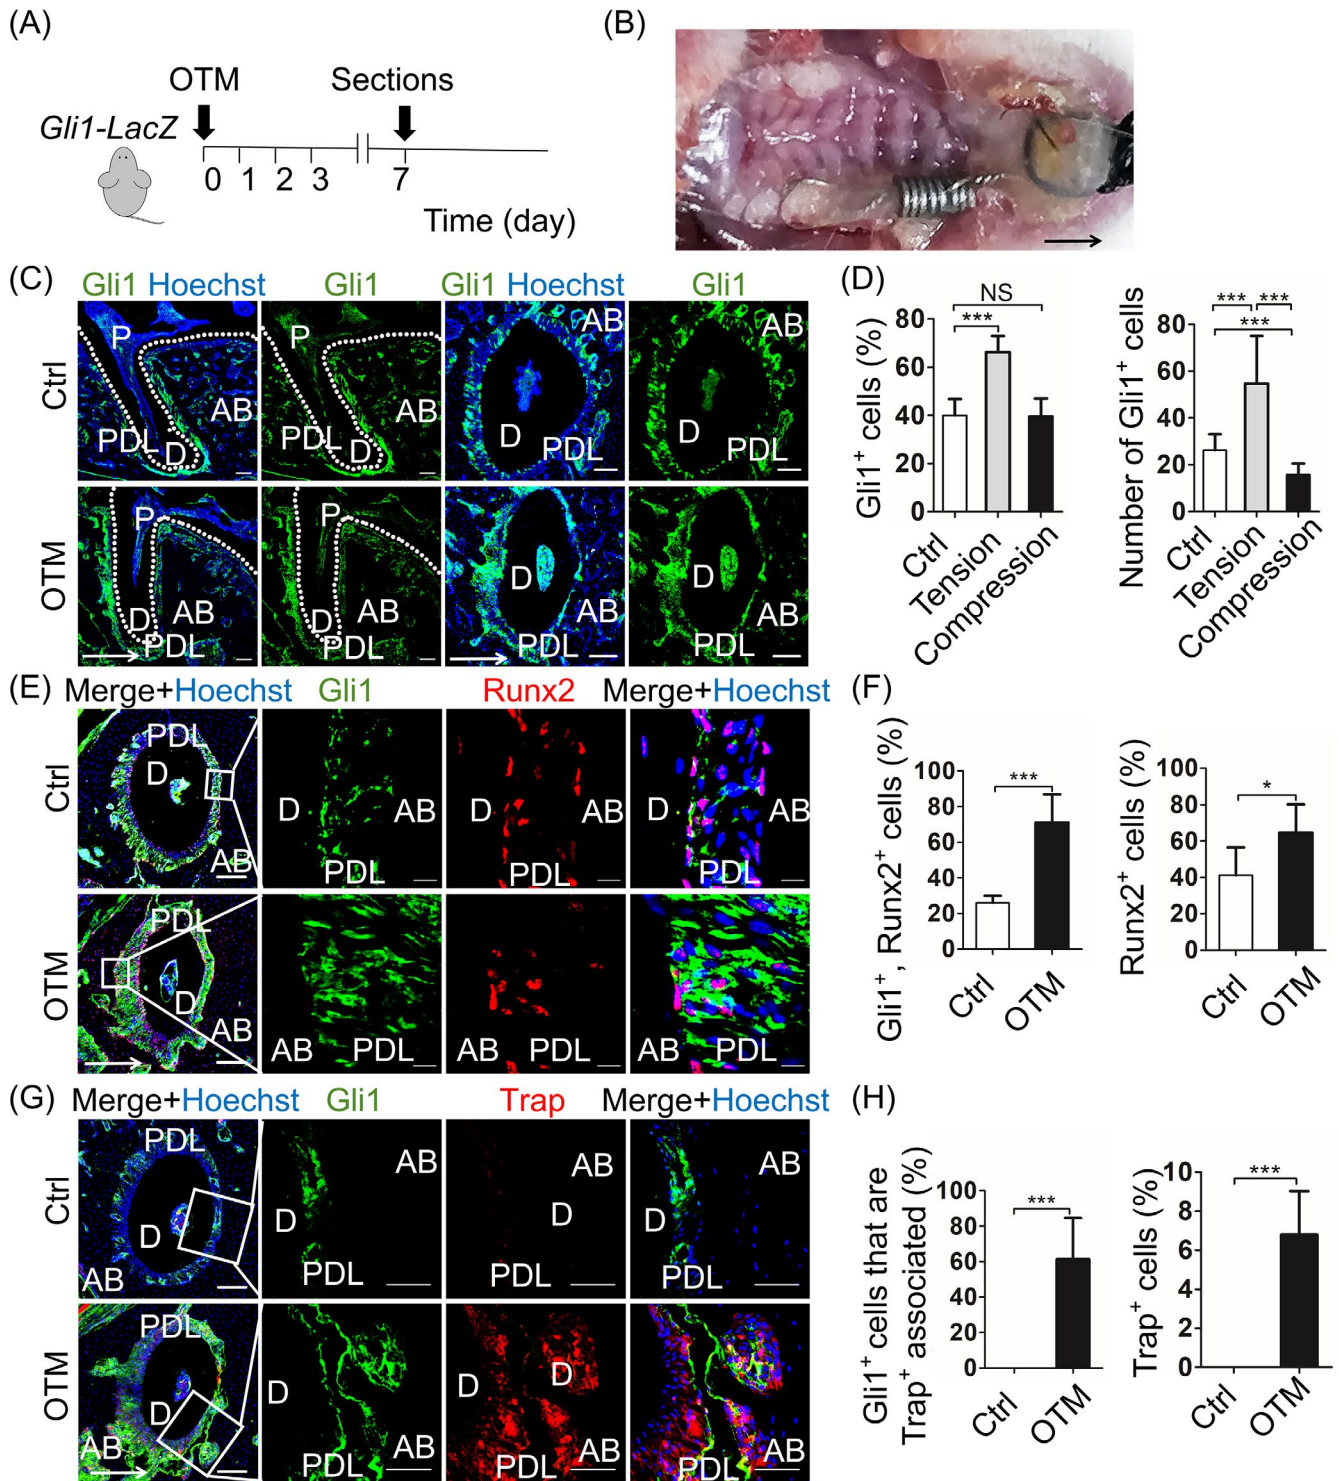 (A)
OTM
Sections
Gli1-LacZ
0 1 2 3 7
Time (day)
(B)
(C)
Gli1 Hoechst
Gli1
Gli1 Hoechst
Gli1
Ctrl
P
AB
PDL
D
P
AB
PDL
D
AB
D
PDL
AB
D
PDL
OTM
P
AB
D
PDL
P
AB
D
PDL
D
AB
PDL
D
AB
PDL
(D)
Gli1+ cells (%)
80
60
40
20
0
NS
***
Ctrl
Tension
Compression
Number of Gli1+ cells
80
60
40
20
0
*** ***
***
Ctrl
Tension
Compression
(E)
Merge+Hoechst
Gli1
Runx2
Merge+Hoechst
Ctrl
PDL
D
AB
D
AB
PDL
D
AB
PDL
D
AB
PDL
OTM
PDL
D
AB
AB
PDL
AB
PDL
AB
PDL
(F)
Gli1+, Runx2+ cells (%)
100
80
60
40
20
0
***
Ctrl
OTM
Runx2+ cells (%)
100
80
60
40
20
0
*
Ctrl
OTM
(G)
Merge+Hoechst
Gli1
Trap
Merge+Hoechst
Ctrl
PDL
D
AB
AB
D
PDL
AB
D
PDL
AB
D
PDL
OTM
PDL
D
AB
D
AB
PDL
D
D
AB
PDL
D
AB
PDL
(H)
Gli1+ cells that are
Trap+ associated (%)
100
80
60
40
20
0
***
Ctrl
OTM
Trap+ cells (%)
10
8
6
4
2
0
***
Ctrl
OTM